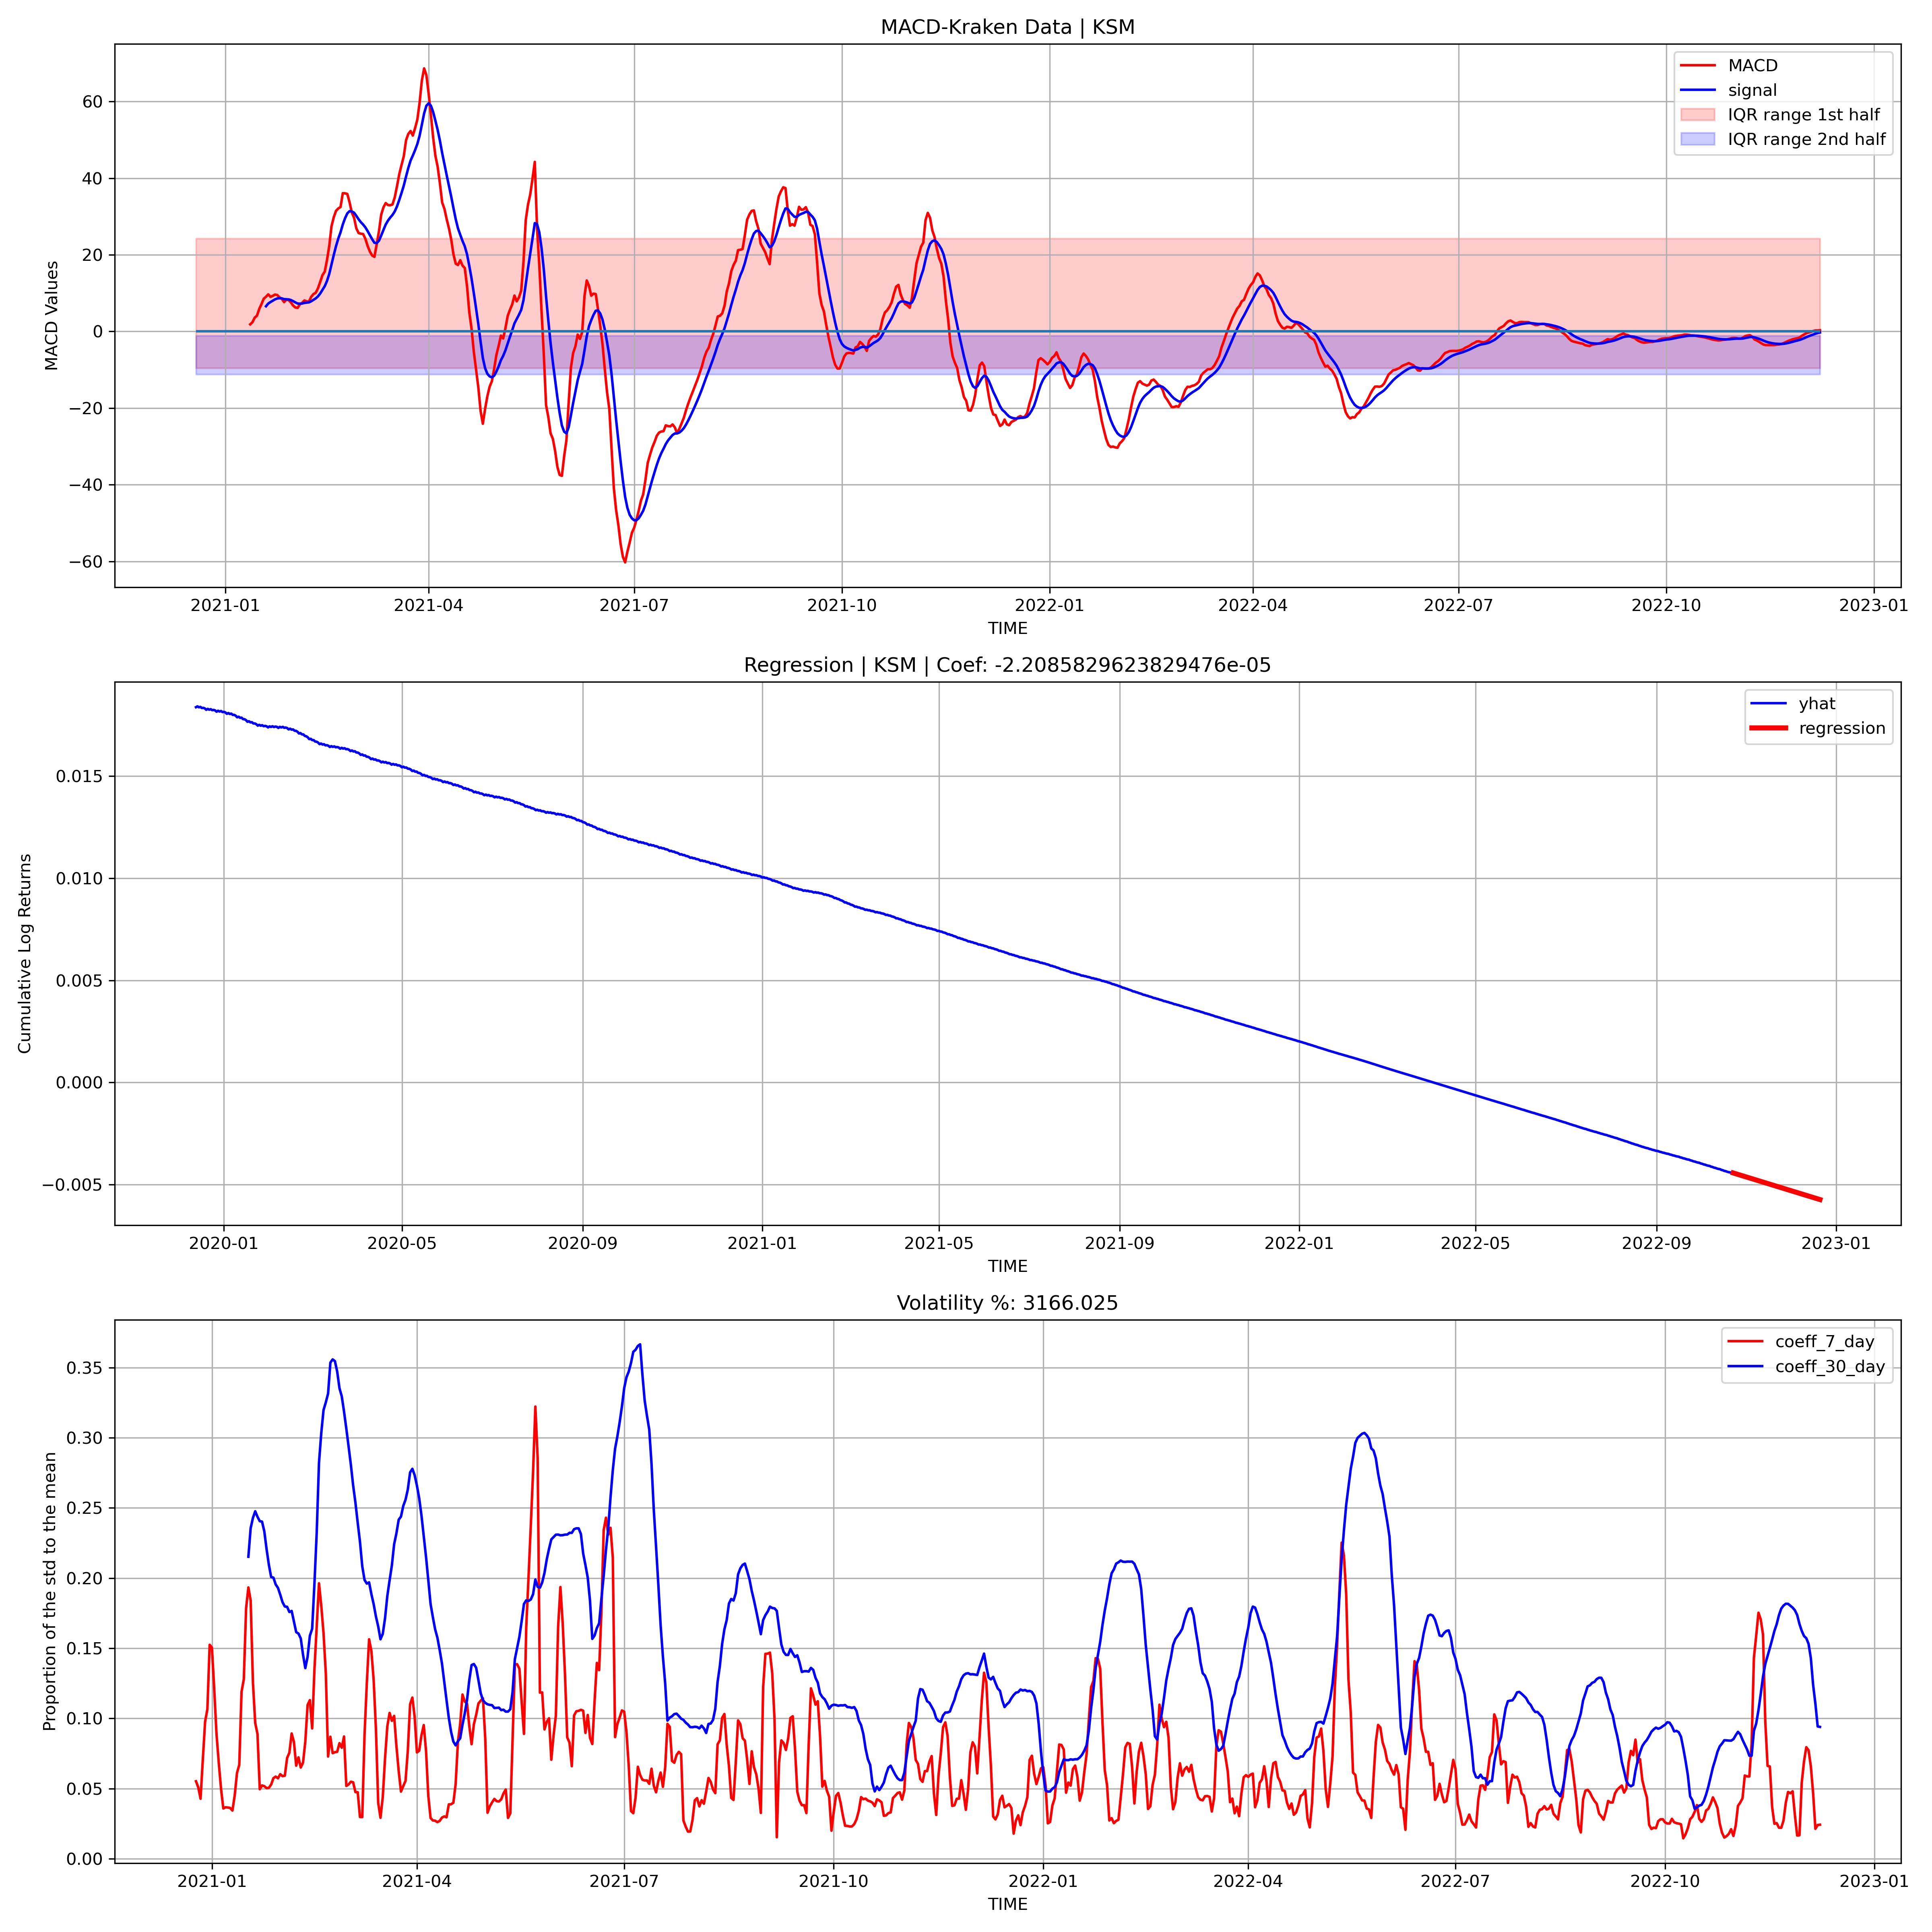 MACD-Kraken Data | KSM
MACD Values
60
40
20
0
−20
−40
−60
MACD
signal
IQR range 1st half
IQR range 2nd half
2021-01 2021-04 2021-07 2021-10 2022-01 2022-04 2022-07 2022-10 2023-01
TIME
Regression | KSM | Coef: -2.2085829623829476e-05
Cumulative Log Returns
0.015
0.010
0.005
0.000
−0.005
yhat
regression
2020-01 2020-05 2020-09 2021-01 2021-05 2021-09 2022-01 2022-05 2022-09 2023-01
TIME
Volatility %: 3166.025
Proportion of the std to the mean
0.35
0.30
0.25
0.20
0.15
0.10
0.05
0.00
coeff_7_day
coeff_30_day
2021-01 2021-04 2021-07 2021-10 2022-01 2022-04 2022-07 2022-10 2023-01
TIME